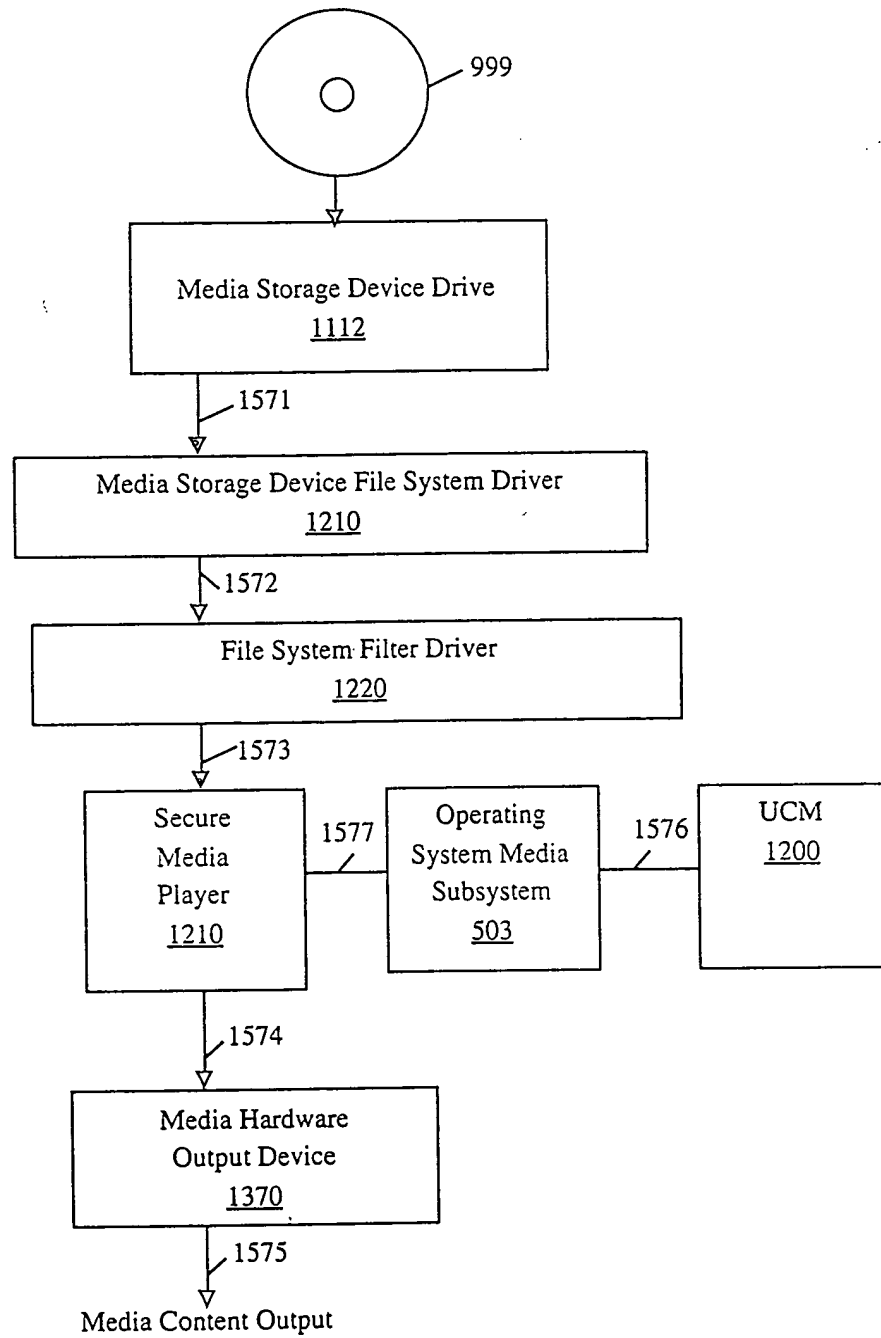 999
Media Storage Device Drive
1112
1571
Media Storage Device File System Driver
1210
1572
File System Filter Driver
1220
1573
Secure
Media
Player
1210
1577
Operating
System Media
Subsystem
503
1576
UCM
1200
1574
Media Hardware
Output Device
1370
1575
Media Content Output